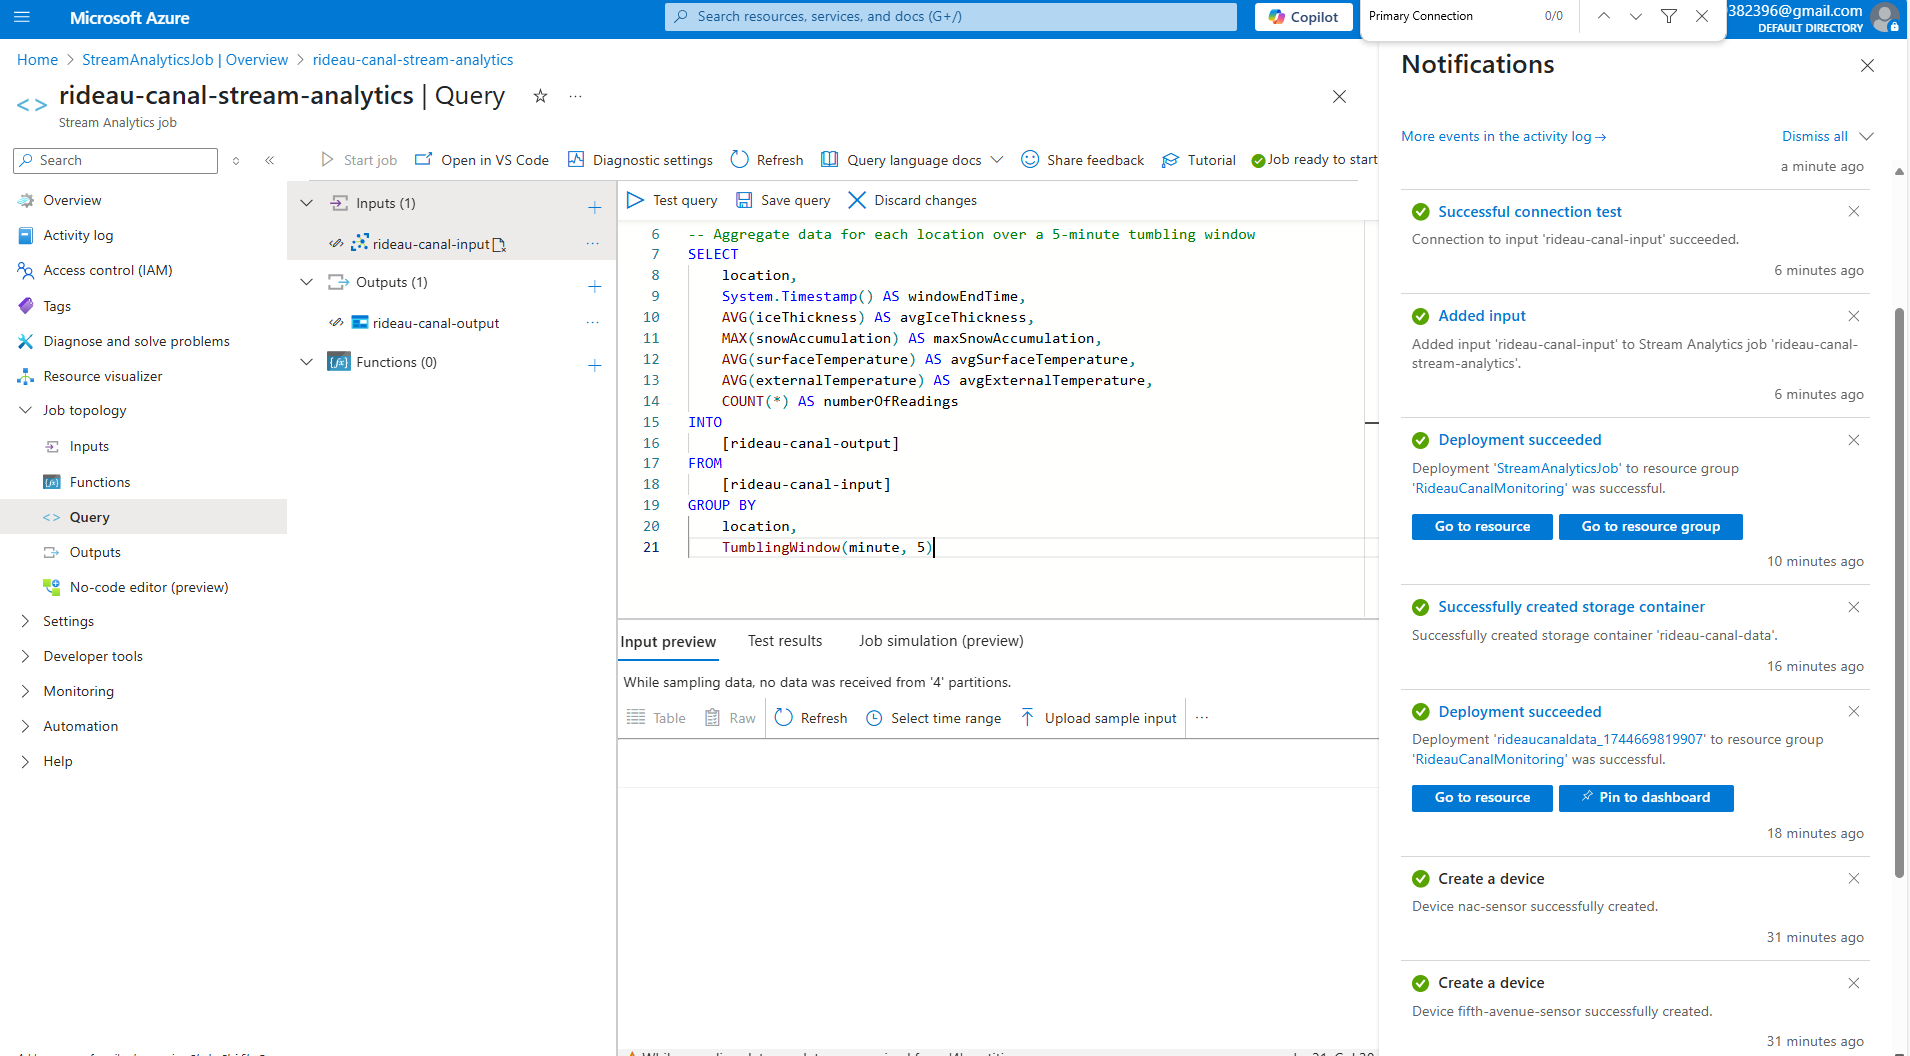 Microsoft Azure
Search resources, services, and docs (G+/)
Copilot
Primary Connection
0/0
382396@gmail.com
DEFAULT DIRECTORY
Home > StreamAnalyticsJob | Overview > rideau-canal-stream-analytics
rideau-canal-stream-analytics | Query
Stream Analytics job
Search
Overview
Activity log
Access control (IAM)
Tags
Diagnose and solve problems
Resource visualizer
Job topology
Inputs
Functions
Query
Outputs
No-code editor (preview)
Settings
Developer tools
Monitoring
Automation
Help
Start job
Open in VS Code
Diagnostic settings
Refresh
Query language docs
Share feedback
Tutorial
Job ready to start
Inputs (1)
rideau-canal-input
Outputs (1)
rideau-canal-output
Functions (0)
Test query
Save query
Discard changes
6 -- Aggregate data for each location over a 5-minute tumbling window
7 SELECT
8 location,
9 System.Timestamp() AS windowEndTime,
10 AVG(iceThickness) AS avgIceThickness,
11 MAX(snowAccumulation) AS maxSnowAccumulation,
12 AVG(surfaceTemperature) AS avgSurfaceTemperature,
13 AVG(externalTemperature) AS avgExternalTemperature,
14 COUNT(*) AS numberOfReadings
15 INTO
16 [rideau-canal-output]
17 FROM
18 [rideau-canal-input]
19 GROUP BY
20 location,
21 TumblingWindow(minute, 5)
Input preview
Test results
Job simulation (preview)
While sampling data, no data was received from '4' partitions.
Table
Raw
Refresh
Select time range
Upload sample input
Notifications
More events in the activity log →
Dismiss all
a minute ago
Successful connection test
Connection to input 'rideau-canal-input' succeeded.
6 minutes ago
Added input
Added input 'rideau-canal-input' to Stream Analytics job 'rideau-canal-
stream-analytics'.
6 minutes ago
Deployment succeeded
Deployment 'StreamAnalyticsJob' to resource group
'RideauCanalMonitoring' was successful.
Go to resource
Go to resource group
10 minutes ago
Successfully created storage container
Successfully created storage container 'rideau-canal-data'.
16 minutes ago
Deployment succeeded
Deployment 'rideaucanaldata_1744669819907' to resource group
'RideauCanalMonitoring' was successful.
Go to resource
Pin to dashboard
18 minutes ago
Create a device
Device nac-sensor successfully created.
31 minutes ago
Create a device
Device fifth-avenue-sensor successfully created.
31 minutes ago